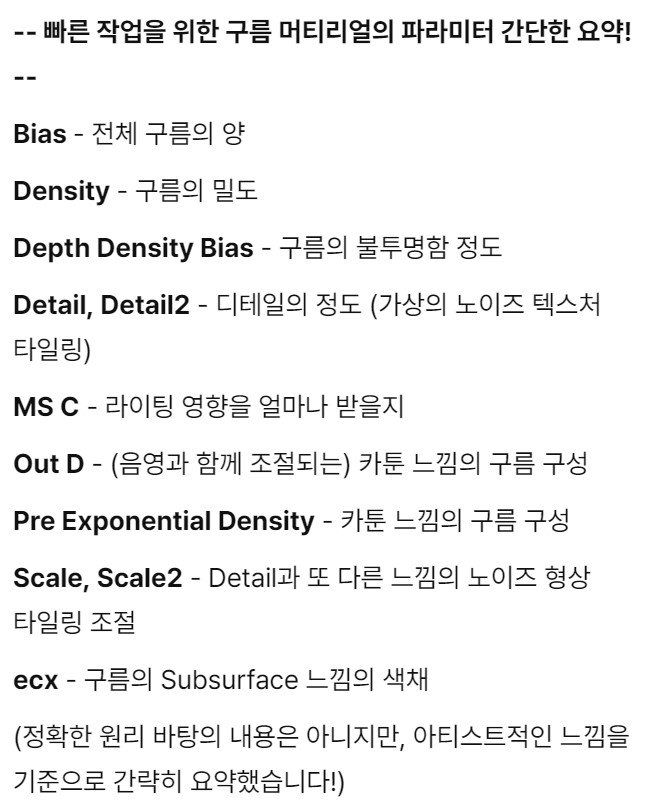 -- 빠른 작업을 위한 구름 머티리얼의 파라미터 간단한 요약!
--
Bias - 전체 구름의 양
Density - 구름의 밀도
Depth Density Bias - 구름의 불투명함 정도
Detail, Detail2 - 디테일의 정도 (가상의 노이즈 텍스처
타일링)
MS C - 라이팅 영향을 얼마나 받을지
Out D - (음영과 함께 조절되는) 카툰 느낌의 구름 구성
Pre Exponential Density - 카툰 느낌의 구름 구성
Scale, Scale2 - Detail과 또 다른 느낌의 노이즈 형상
타일링 조절
ecx - 구름의 Subsurface 느낌의 색채
(정확한 원리 바탕의 내용은 아니지만, 아티스트적인 느낌을
기준으로 간략히 요약했습니다!)